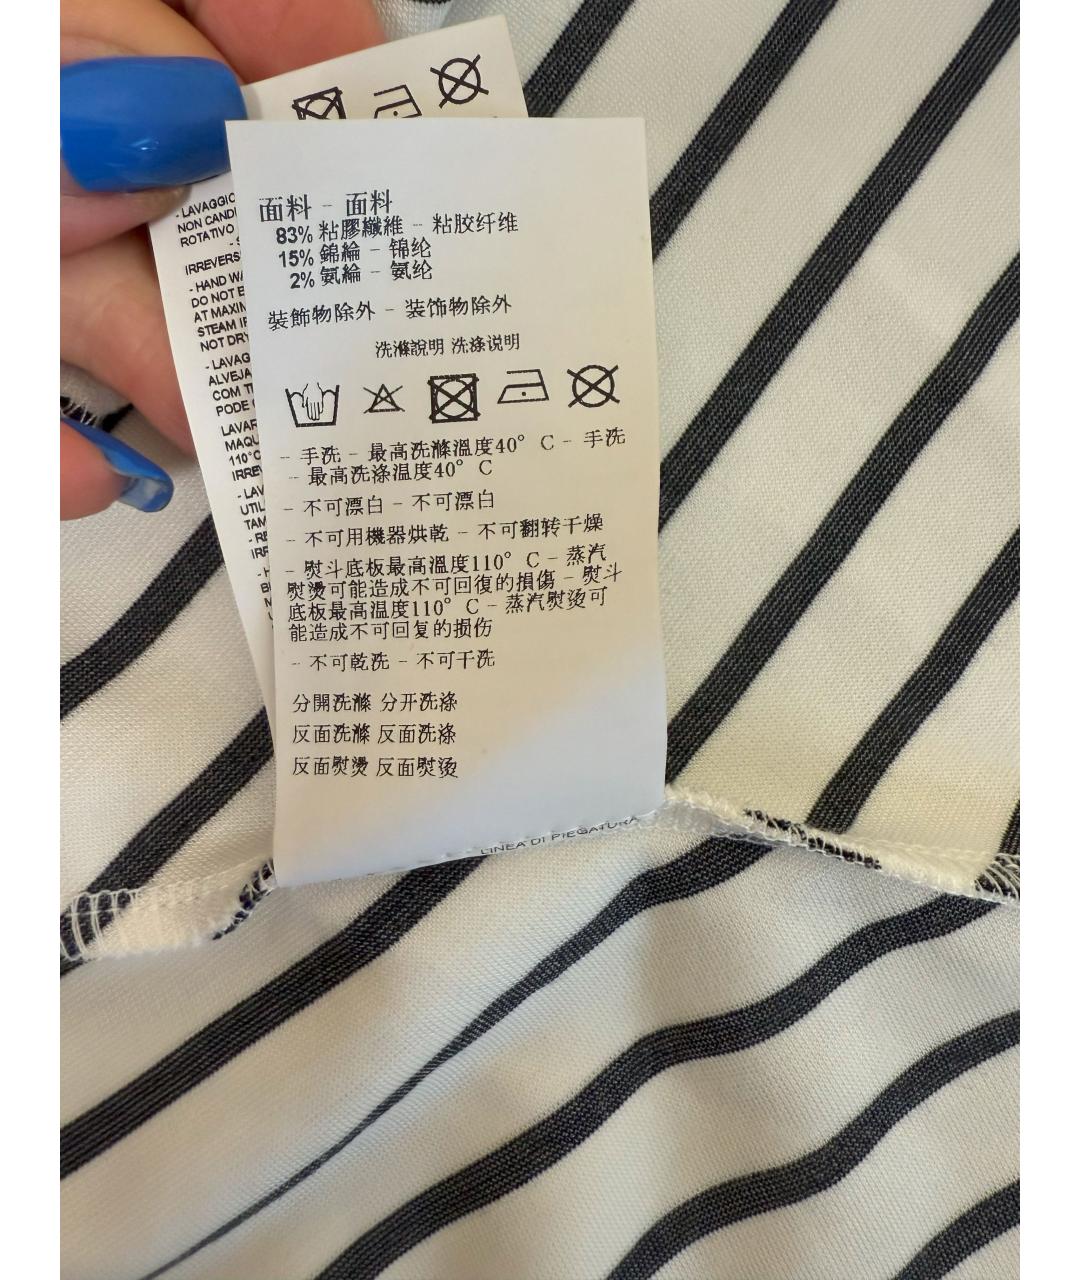 - LAVAGGIO
NON CAND
ROTATIVO
IRREVERS
- HAND WA
DO NOT B
AT MAXIM
STEAM IR
NOT DRY
- LAVAG
ALVEJA
COM T
PODE
LAVAR
MAQU
110°C
IRREV
- LAV
UTIL
TAM
- RE
IRR
面料 - 面料
83% 粘膠纖維 - 粘胶纤维
15% 錦綸 - 锦纶
2% 氨綸 - 氨纶
裝飾物除外 - 装饰物除外
洗滌說明 洗涤说明
- 手洗 - 最高洗滌溫度40° C - 手洗
- 最高洗涤温度40° C
- 不可漂白 - 不可漂白
- 不可用機器烘乾 - 不可翻转干燥
- 熨斗底板最高溫度110° C - 蒸汽
熨燙可能造成不可回復的損傷 - 熨斗
底板最高温度110° C - 蒸汽熨烫可
能造成不可回复的损伤
- 不可乾洗 - 不可干洗
分開洗滌 分开洗涤
反面洗滌 反面洗涤
反面熨燙 反面熨烫
LINEA DI PIEGATURA